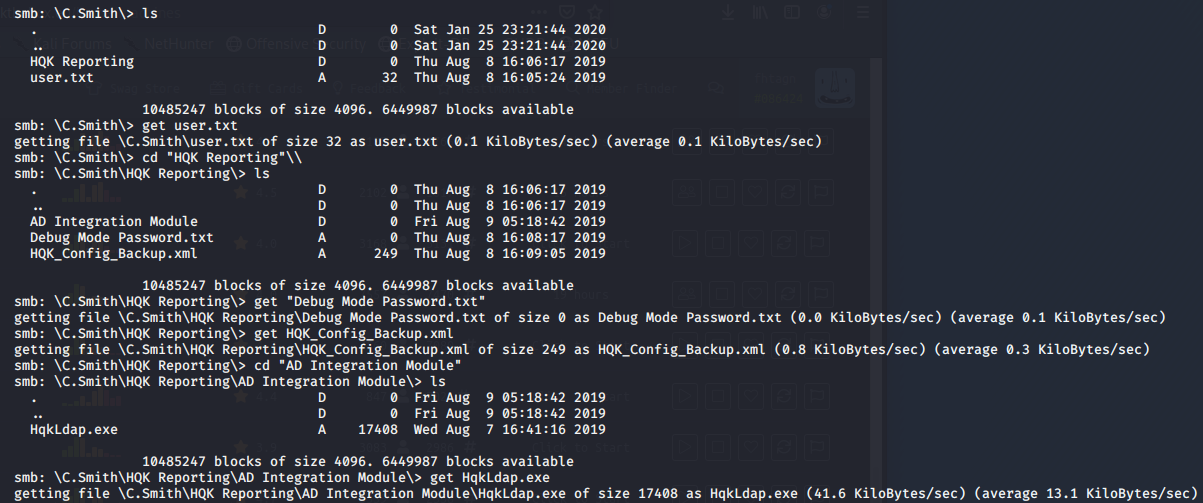 smb: \C.Smith\> ls
. D 0 Sat Jan 25 23:21:44 2020
.. D 0 Sat Jan 25 23:21:44 2020
HQK Reporting D 0 Thu Aug 8 16:06:17 2019
user.txt A 32 Thu Aug 8 16:05:24 2019
10485247 blocks of size 4096. 6449987 blocks available
smb: \C.Smith\> get user.txt
getting file \C.Smith\user.txt of size 32 as user.txt (0.1 KiloBytes/sec) (average 0.1 KiloBytes/sec)
smb: \C.Smith\> cd "HQK Reporting"\\
smb: \C.Smith\HQK Reporting\> ls
. D 0 Thu Aug 8 16:06:17 2019
.. D 0 Thu Aug 8 16:06:17 2019
AD Integration Module D 0 Fri Aug 9 05:18:42 2019
Debug Mode Password.txt A 0 Thu Aug 8 16:08:17 2019
HQK_Config_Backup.xml A 249 Thu Aug 8 16:09:05 2019
10485247 blocks of size 4096. 6449987 blocks available
smb: \C.Smith\HQK Reporting\> get "Debug Mode Password.txt"
getting file \C.Smith\HQK Reporting\Debug Mode Password.txt of size 0 as Debug Mode Password.txt (0.0 KiloBytes/sec) (average 0.1 KiloBytes/sec)
smb: \C.Smith\HQK Reporting\> get HQK_Config_Backup.xml
getting file \C.Smith\HQK Reporting\HQK_Config_Backup.xml of size 249 as HQK_Config_Backup.xml (0.8 KiloBytes/sec) (average 0.3 KiloBytes/sec)
smb: \C.Smith\HQK Reporting\> cd "AD Integration Module"
smb: \C.Smith\HQK Reporting\AD Integration Module\> ls
. D 0 Fri Aug 9 05:18:42 2019
.. D 0 Fri Aug 9 05:18:42 2019
HqkLdap.exe A 17408 Wed Aug 7 16:41:16 2019
10485247 blocks of size 4096. 6449987 blocks available
smb: \C.Smith\HQK Reporting\AD Integration Module\> get HqkLdap.exe
getting file \C.Smith\HQK Reporting\AD Integration Module\HqkLdap.exe of size 17408 as HqkLdap.exe (41.6 KiloBytes/sec) (average 13.1 KiloBytes/sec)